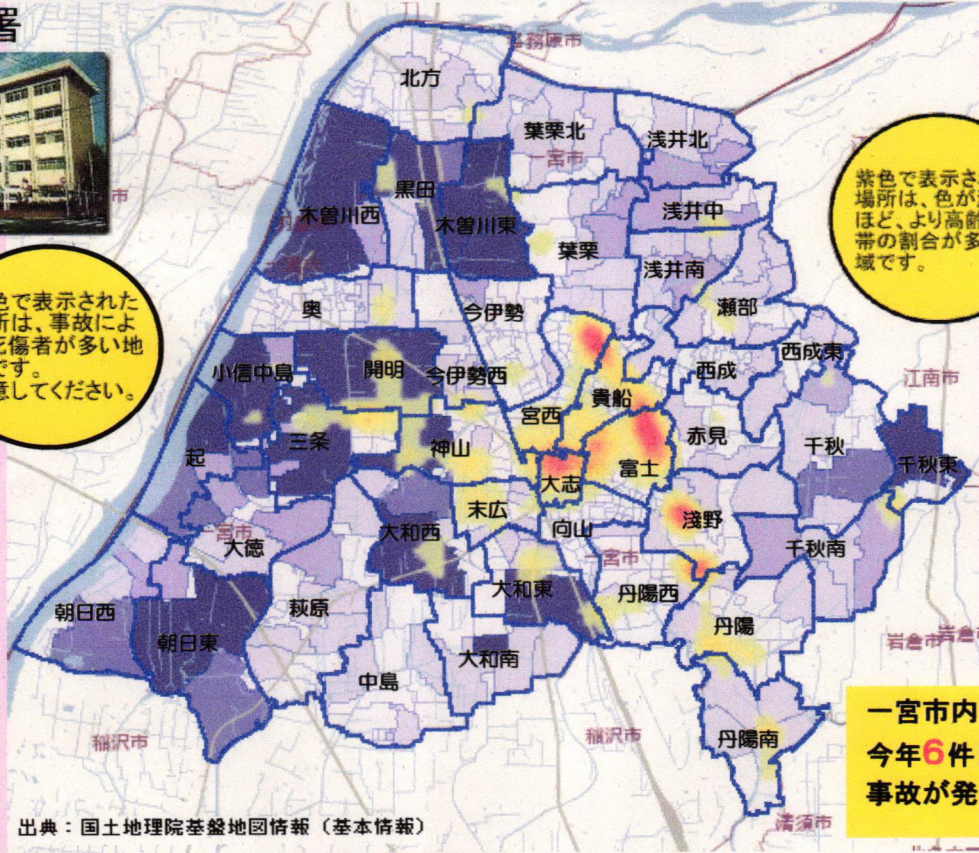 署
各務原市
北方
葉栗北
浅井北
一宮市
黒田
木曽川西
木曽川東
浅井中
葉栗
浅井南
紫色で表示さ
場所は、色が
ほど、より高齢
帯の割合が多
域です。
色で表示された
所は、事故によ
死傷者が多い地
です。
意してください。
奥
今伊勢
瀬部
小信中島
開明
今伊勢西
西成
西成東
江南市
宮西
貴船
起
三条
神山
赤見
千秋
千秋東
大志
富士
末広
向山
浅野
宮市
大徳
大和西
千秋南
宮市
大和東
丹陽西
朝日西
萩原
丹陽
朝日東
大和南
岩倉市
岩倉市
中島
稲沢市
稲沢市
丹陽南
一宮市内
今年6件
事故が発
清須市
出典:国土地理院基盤地図情報(基本情報)